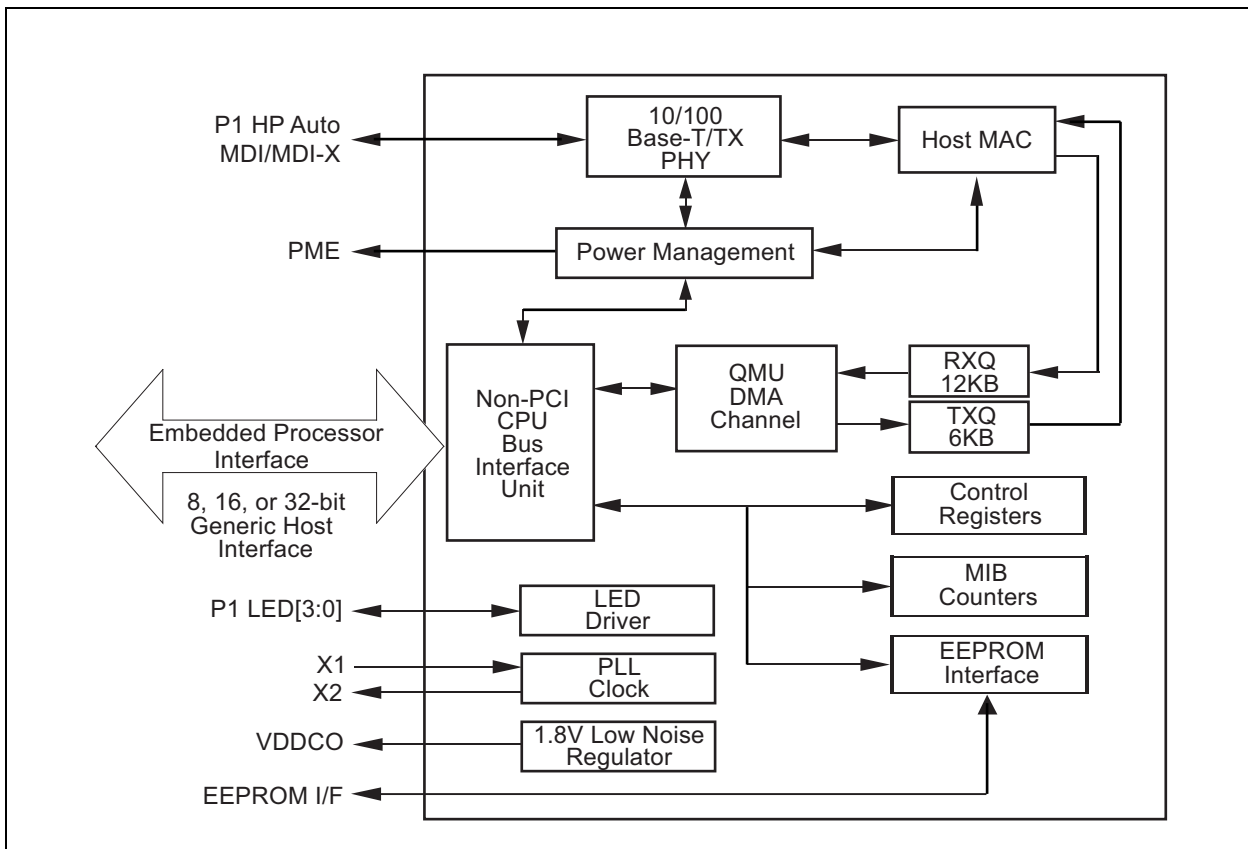 P1 HP Auto
MDI/MDI-X
10/100
Base-T/TX
PHY
Host MAC
PME
Power Management
Non-PCI
CPU
Bus
Interface
Unit
QMU
DMA
Channel
RXQ
12KB
TXQ
6KB
Embedded Processor
Interface
8, 16, or 32-bit
Generic Host
Interface
Control
Registers
MIB
Counters
EEPROM
Interface
P1 LED[3:0]
LED
Driver
X1
X2
PLL
Clock
VDDCO
1.8V Low Noise
Regulator
EEPROM I/F